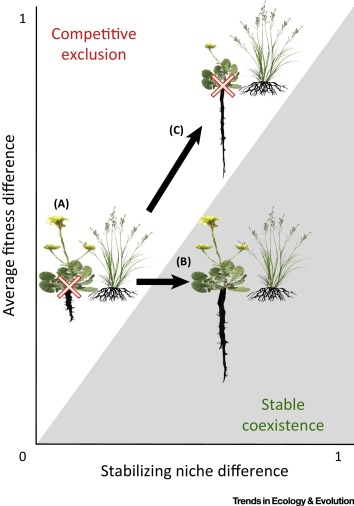 1
Competitive
exclusion
(C)
(A)
(B)
Average fitness difference
Stable
coexistence
0
1
Stabilizing niche difference
Trends in Ecology & Evolution